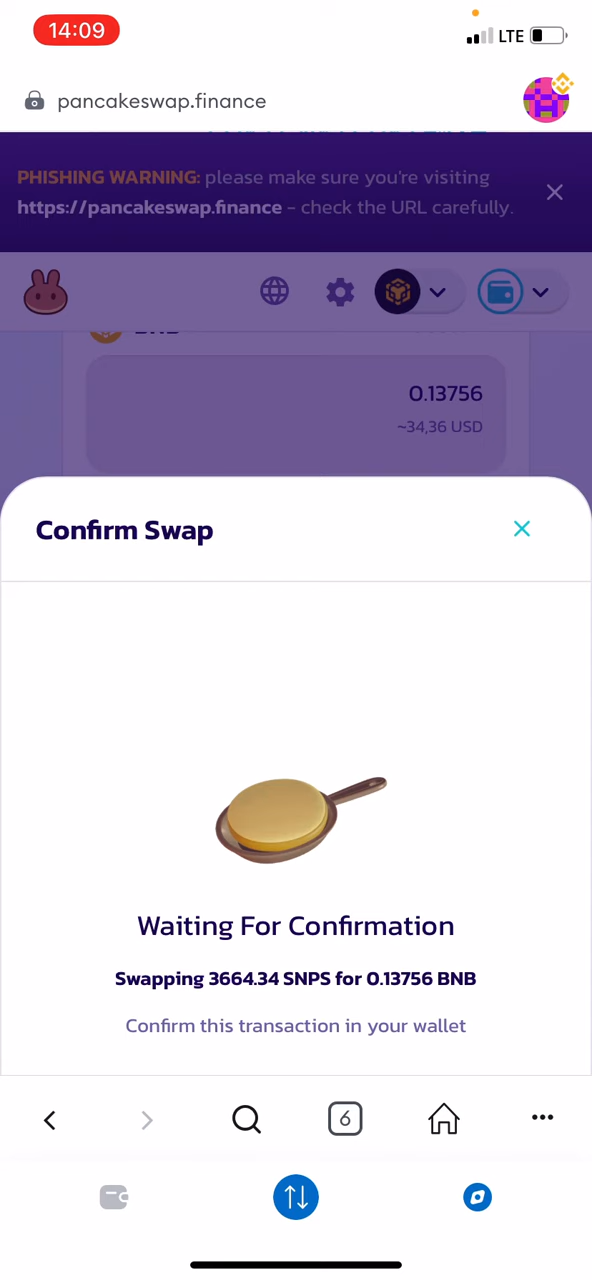 14:09
LTE
pancakeswap.finance
PHISHING WARNING: please make sure you're visiting
https://pancakeswap.finance - check the URL carefully.
0.13756
~34,36 USD
Confirm Swap
Waiting For Confirmation
Swapping 3664.34 SNPS for 0.13756 BNB
Confirm this transaction in your wallet
6